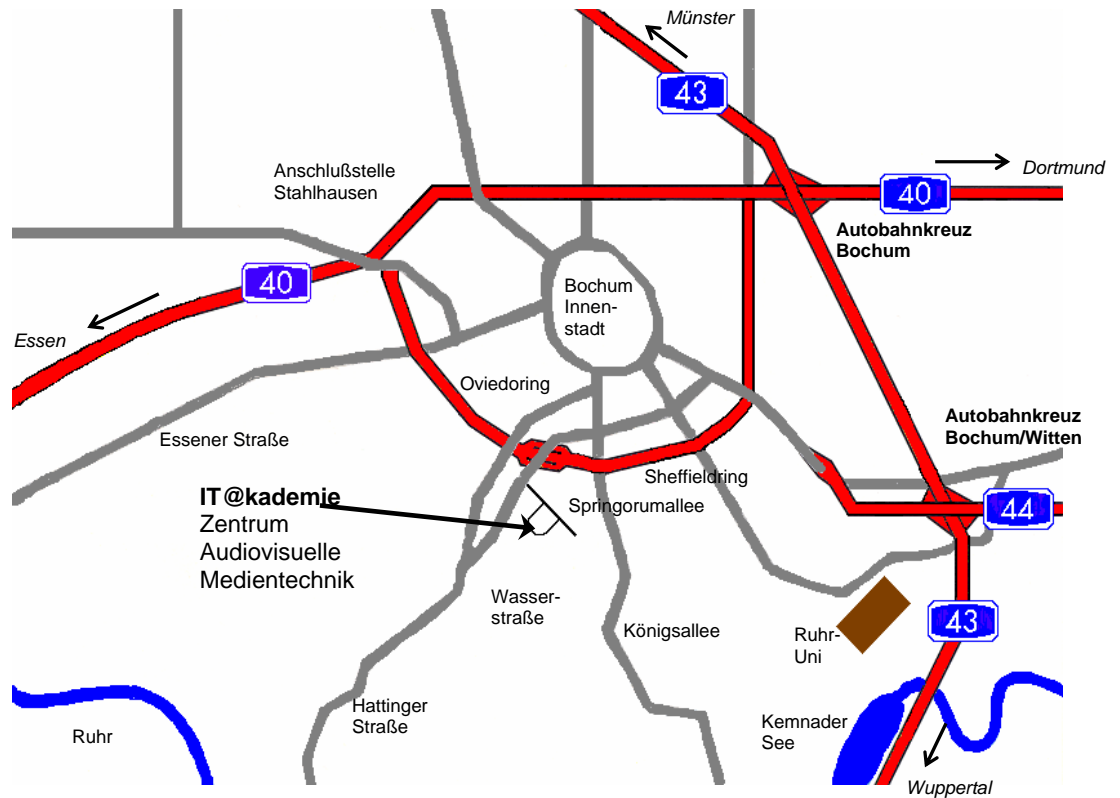 Münster
43
Dortmund
Anschlußstelle
Stahlhausen
40
Autobahnkreuz
Bochum
40
Bochum
Innen-
stadt
Essen
Oviedoring
Autobahnkreuz
Bochum/Witten
Essener Straße
Sheffieldring
IT@kademie
Zentrum
Audiovisuelle
Medientechnik
Springorumallee
44
Wasser-
straße
Königsallee
43
Ruhr-
Uni
Hattinger
Straße
Kemnader
See
Ruhr
Wuppertal